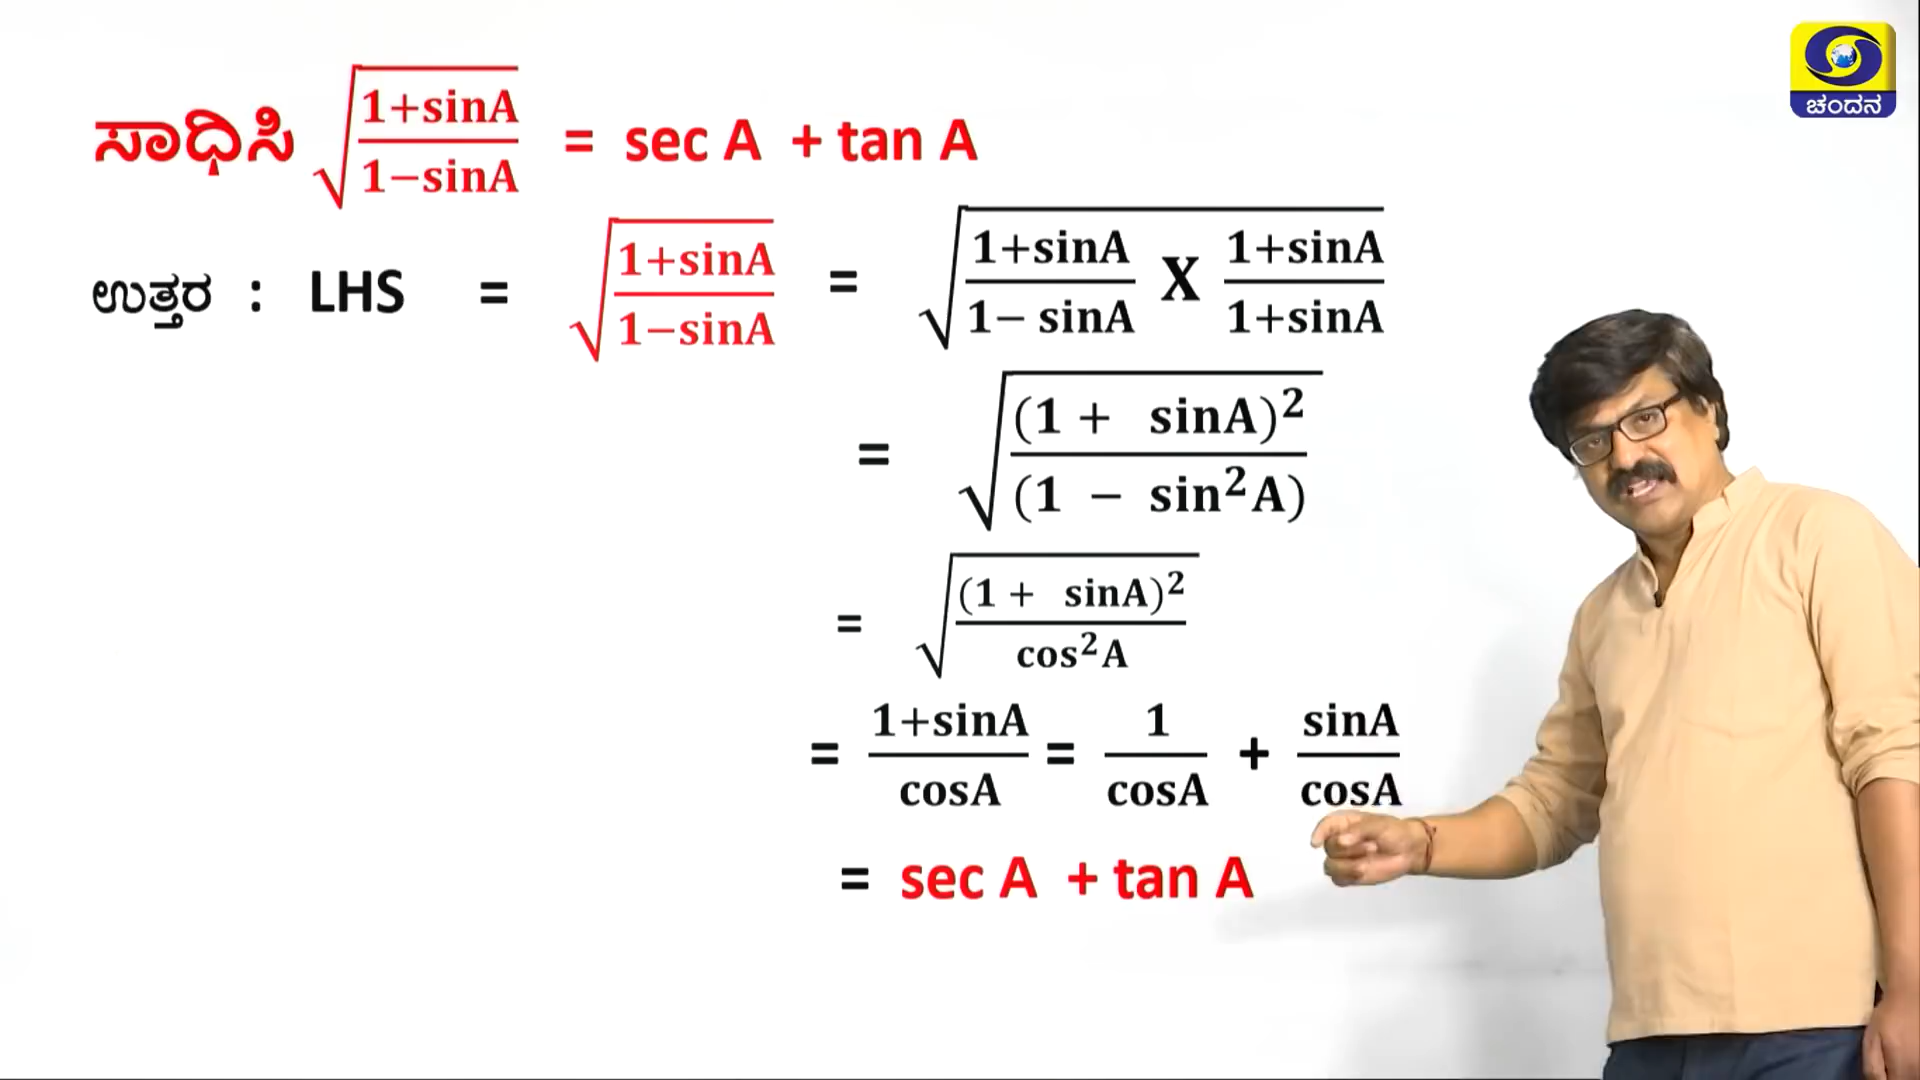 ಚಂದನ
ಸಾಧಿಸಿ √((1+sinA)/(1−sinA)) = sec A + tan A
ಉತ್ತರ : LHS = √((1+sinA)/(1−sinA)) = √((1+sinA)/(1− sinA) X (1+sinA)/(1+sinA))
= √((1 + sinA)²/(1 − sin²A))
= √((1 + sinA)²/cos²A)
= (1+sinA)/cosA = 1/cosA + sinA/cosA
= sec A + tan A